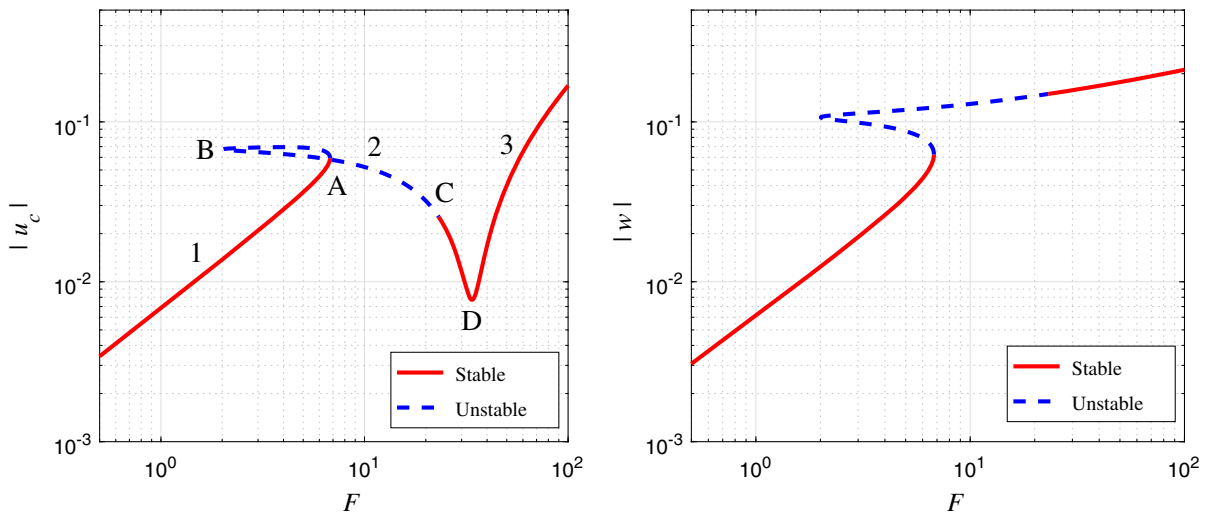 | u_c |
10^-1
10^-2
10^-3
B
2
A
C
3
1
D
Stable
Unstable
10^0
10^1
10^2
F
| w |
10^-1
10^-2
10^-3
Stable
Unstable
10^0
10^1
10^2
F